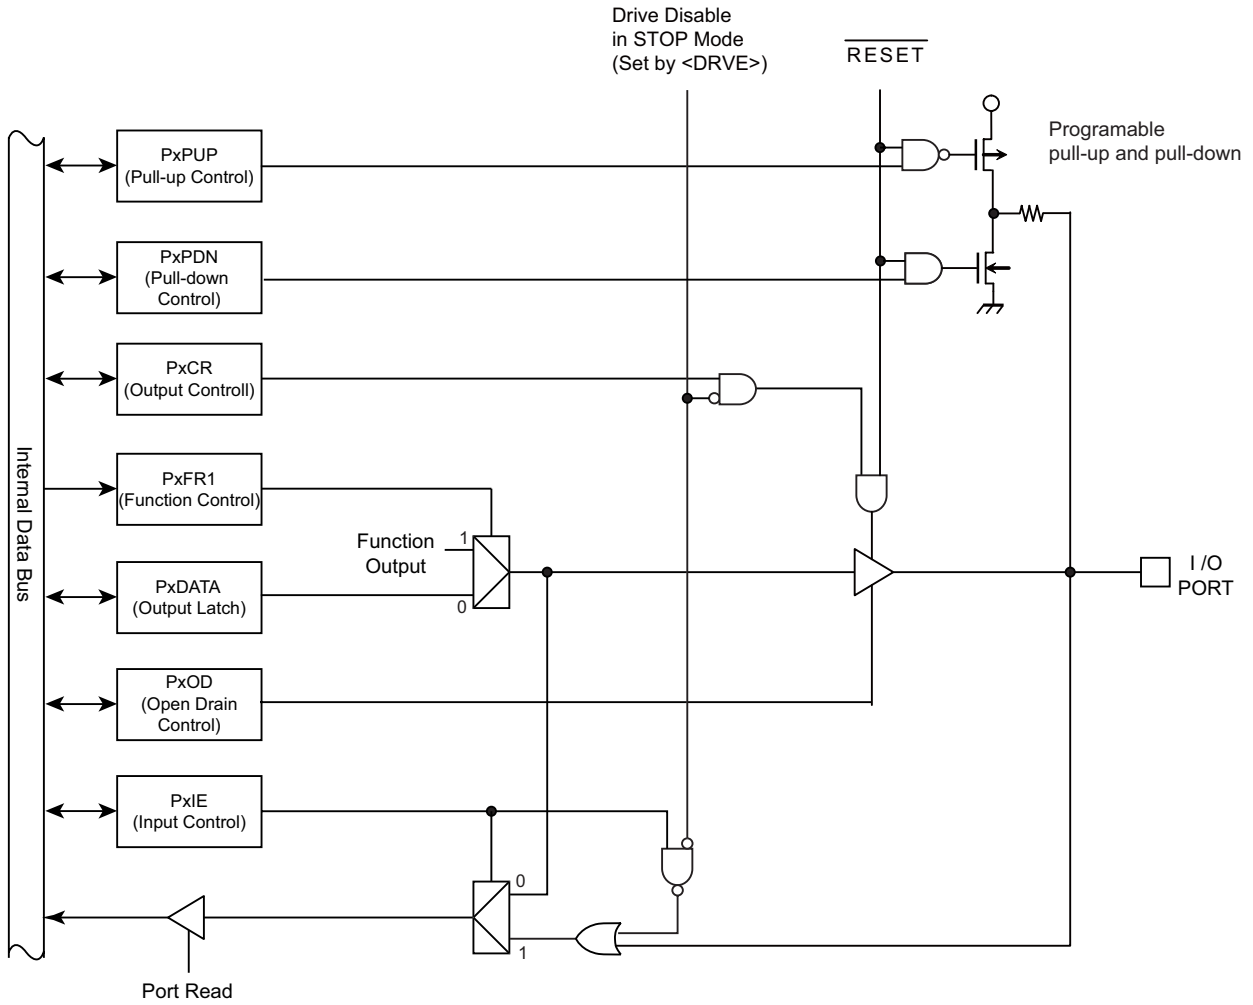 Drive Disable
in STOP Mode
(Set by <DRVE>)
RESET
Programable
pull-up and pull-down
PxPUP
(Pull-up Control)
PxPDN
(Pull-down
Control)
PxCR
(Output Controll)
PxFR1
(Function Control)
Function
Output
1
0
PxDATA
(Output Latch)
I /O
PORT
PxOD
(Open Drain
Control)
PxIE
(Input Control)
0
1
Port Read
Internal Data Bus